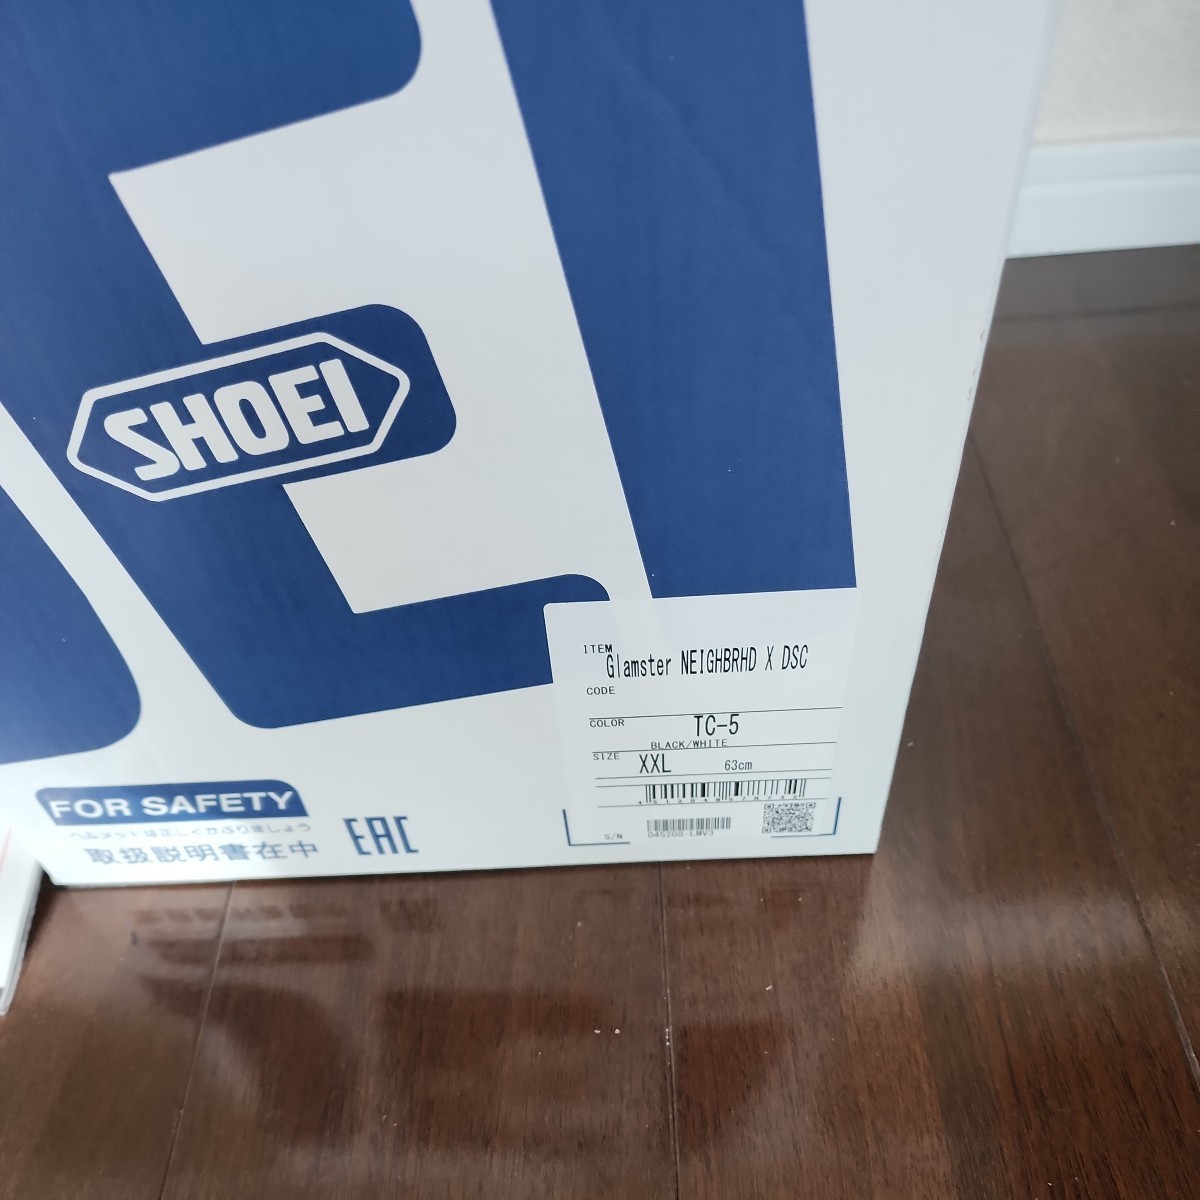 SHOEI
ITEM
Glamster NEIGHBRHD X DSC
CODE
COLOR
TC-5
BLACK/WHITE
SIZE
XXL 63cm
S/N
FOR SAFETY
ヘルメットは正しくかぶりましょう
取扱説明書在中
EAC